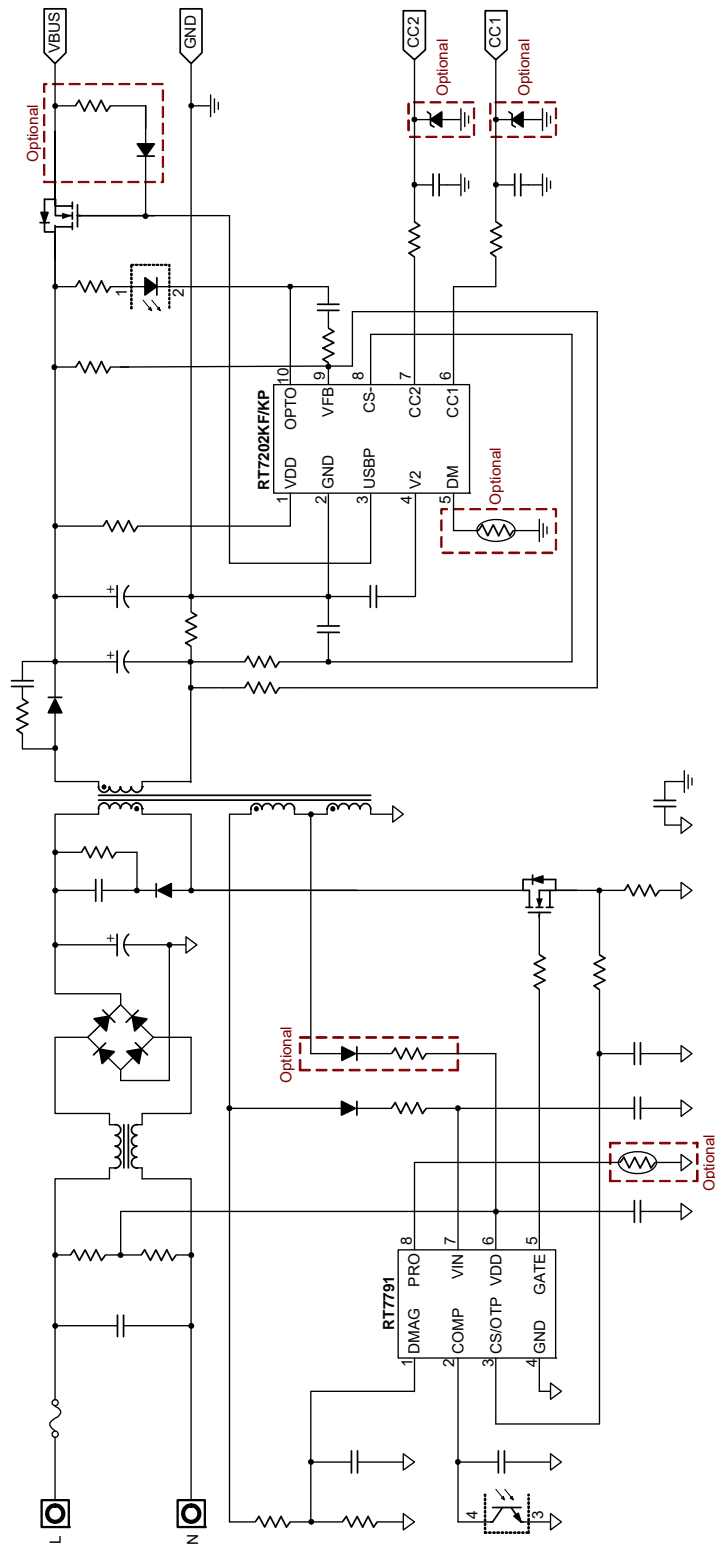 VBUS
GND
CC2
CC1
Optional
Optional
Optional
1
2
RT7202KF/KP
VDD
GND
USBP
V2
DM
1
2
3
4
5
OPTO
VFB
CS-
CC2
CC1
10
9
8
7
6
Optional
+
+
+
Optional
Optional
RT7791
DMAG
COMP
CS/OTP
GND
1
2
3
4
PRO
VIN
VDD
GATE
8
7
6
5
4
3
L
N